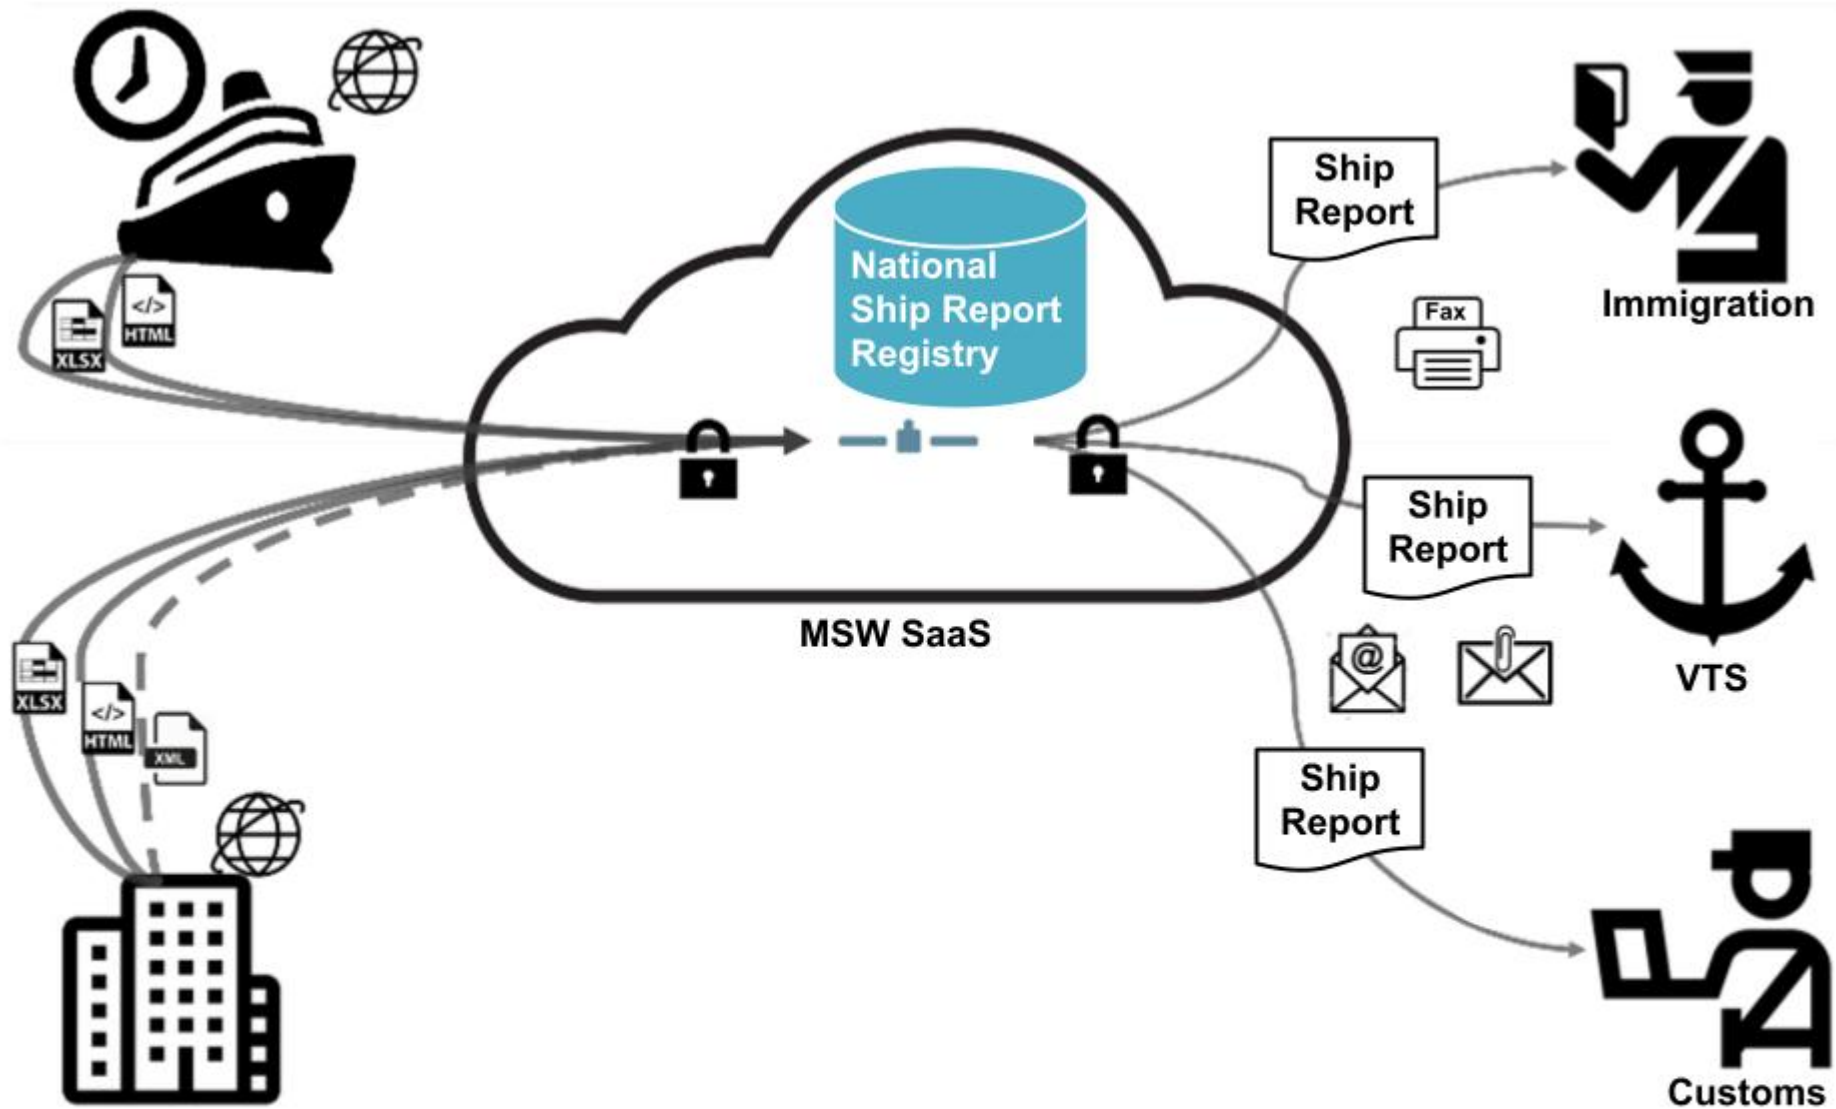 </>
HTML
XLSX
National
Ship Report
Registry
Ship
Report
Immigration
Fax
Ship
Report
VTS
MSW SaaS
@
XLSX
</>
HTML
XML
Ship
Report
Customs